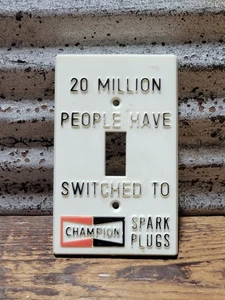 20 MILLION
PEOPLE HAVE
SWITCHED TO
CHAMPION SPARK
PLUGS